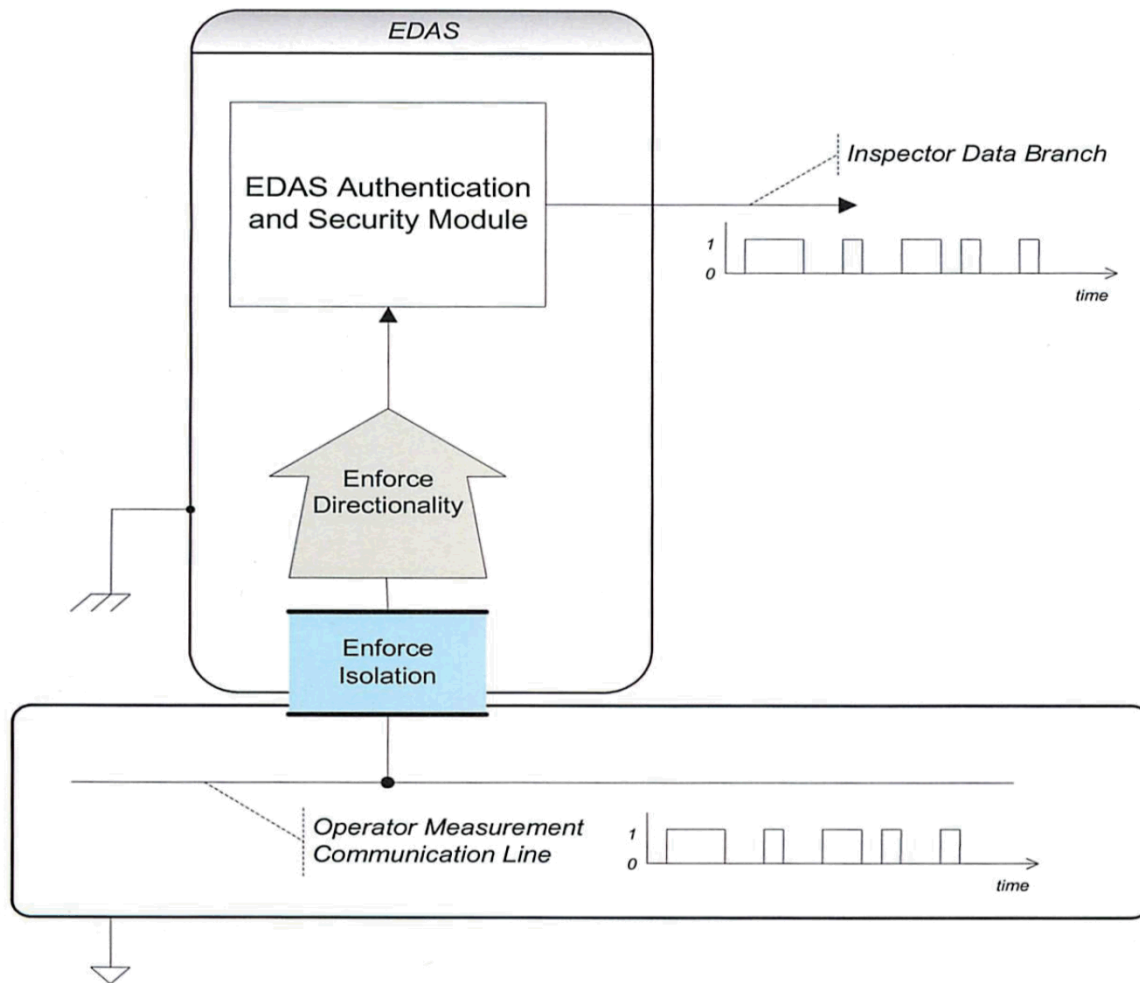 EDAS
EDAS Authentication
and Security Module
Inspector Data Branch
1
0
time
Enforce
Directionality
Enforce
Isolation
Operator Measurement
Communication Line
1
0
time